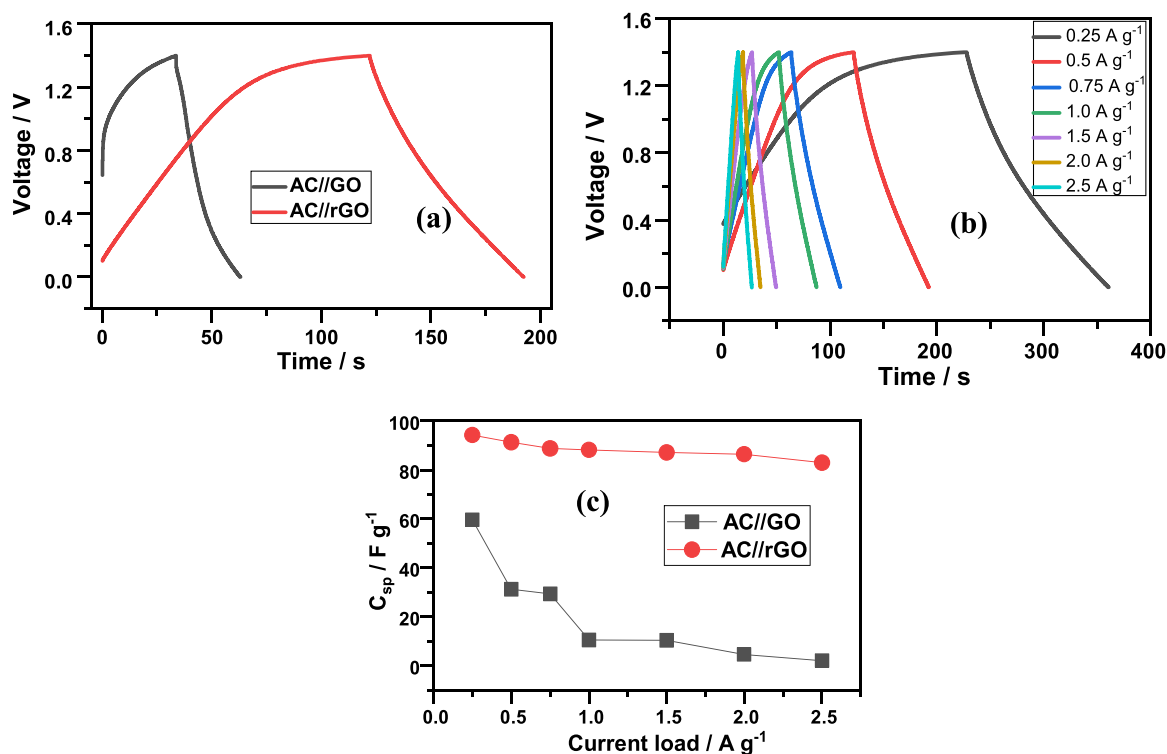 1.6
1.2
0.8
0.4
0.0
Voltage / V
AC//GO
AC//rGO
(a)
0 50 100 150 200
Time / s
1.6
1.2
0.8
0.4
0.0
Voltage / V
0.25 A g⁻¹
0.5 A g⁻¹
0.75 A g⁻¹
1.0 A g⁻¹
1.5 A g⁻¹
2.0 A g⁻¹
2.5 A g⁻¹
(b)
0 100 200 300 400
Time / s
100
80
60
40
20
0
C_sp / F g⁻¹
(c)
AC//GO
AC//rGO
0.0 0.5 1.0 1.5 2.0 2.5
Current load / A g⁻¹